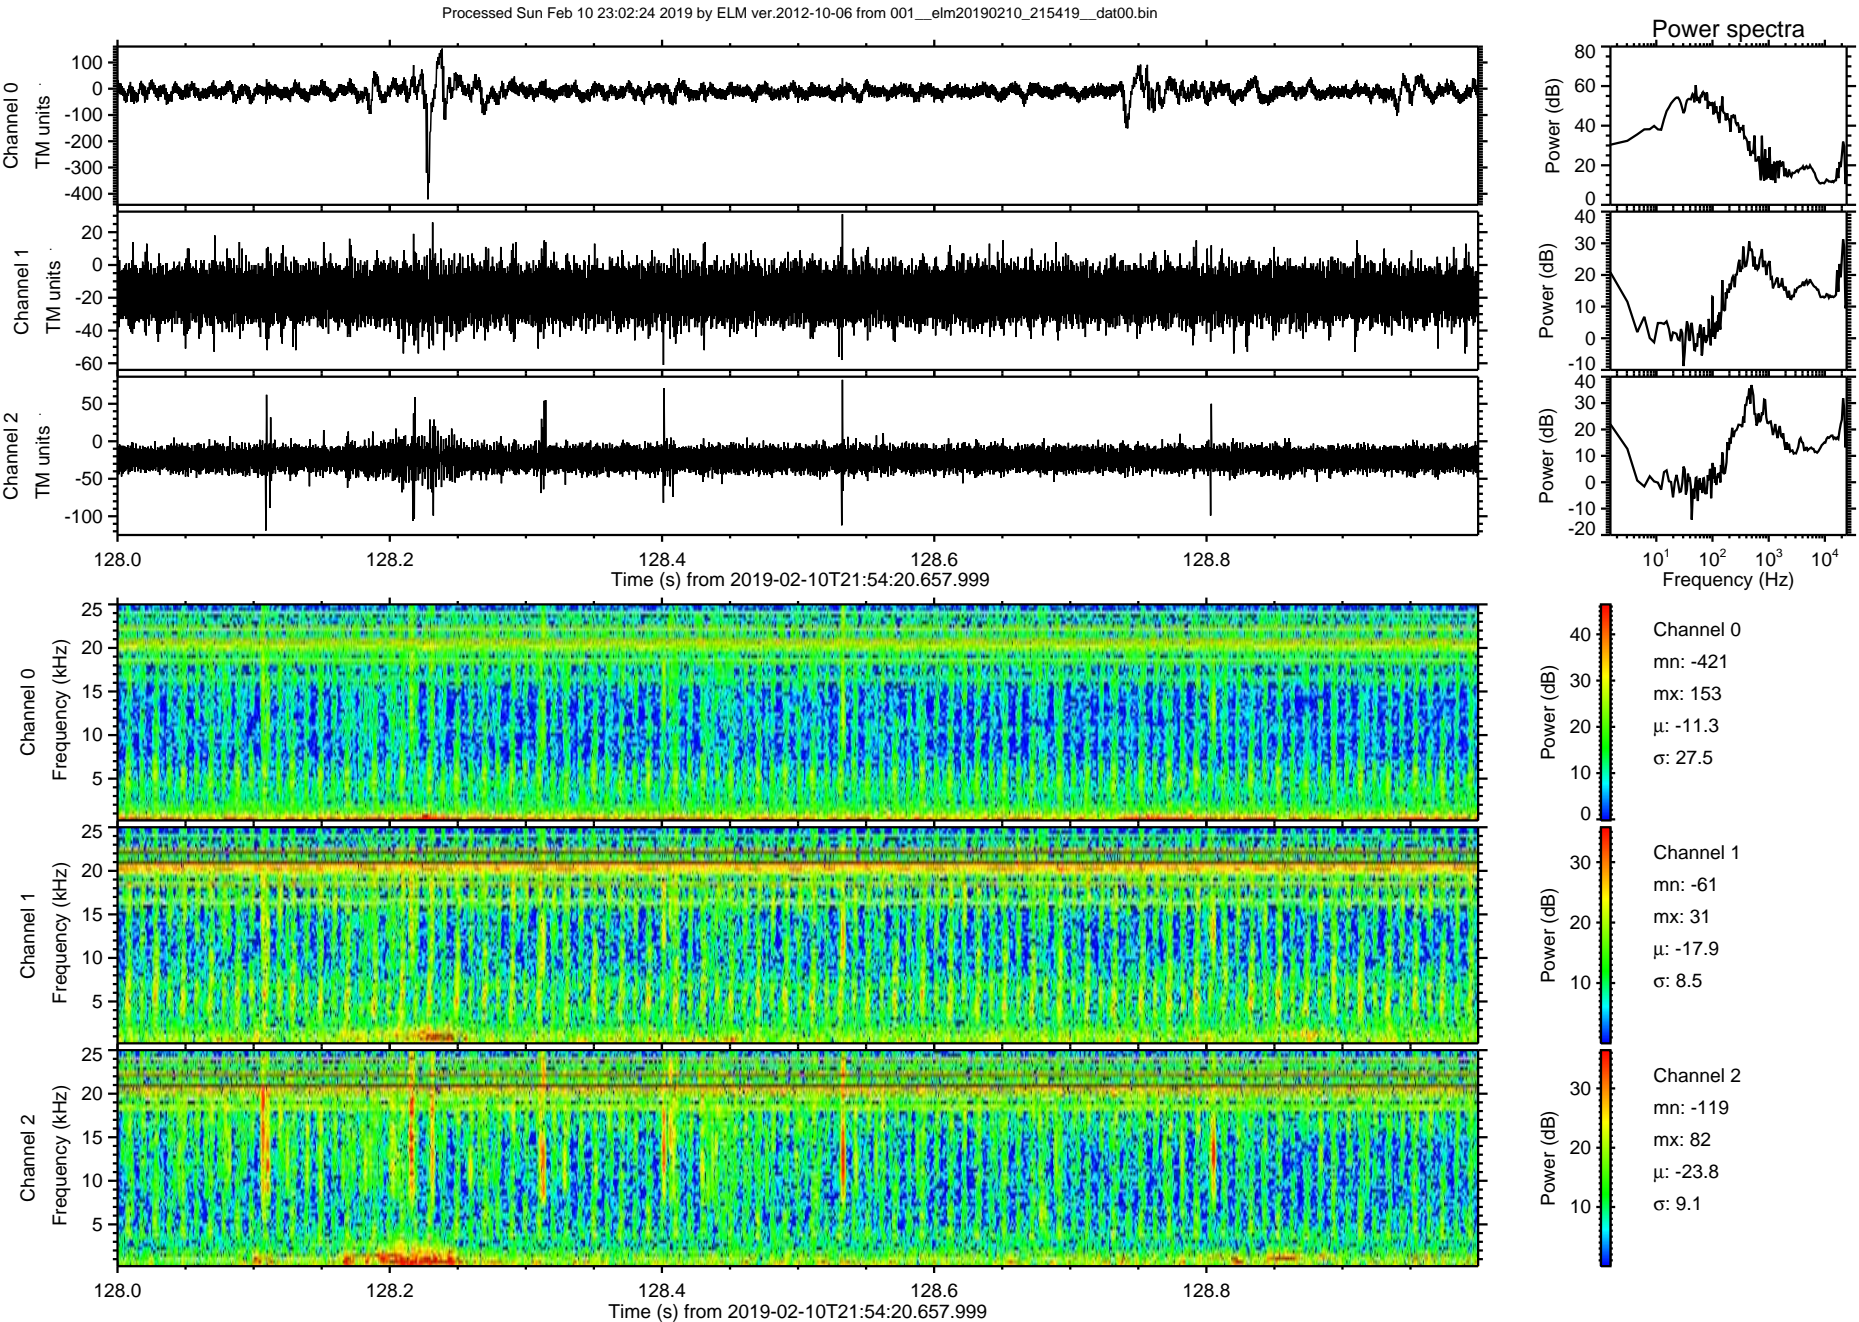 Processed Sun Feb 10 23:02:24 2019 by ELM ver.2012-10-06 from 001__elm20190210_215419__dat00.bin
Power spectra
Channel 0
TM units
100
0
-100
-200
-300
-400
Power (dB)
80
60
40
20
0
Channel 1
TM units
20
0
-20
-40
-60
Power (dB)
40
30
20
10
0
-10
Channel 2
TM units
50
0
-50
-100
Power (dB)
40
30
20
10
0
-10
-20
128.0 128.2 128.4 128.6 128.8
Time (s) from 2019-02-10T21:54:20.657.999
10^1 10^2 10^3 10^4
Frequency (Hz)
Channel 0
Frequency (kHz)
25
20
15
10
5
Power (dB)
40
30
20
10
0
Channel 0
mn: -421
mx: 153
μ: -11.3
σ: 27.5
Channel 1
Frequency (kHz)
25
20
15
10
5
Power (dB)
30
20
10
Channel 1
mn: -61
mx: 31
μ: -17.9
σ: 8.5
Channel 2
Frequency (kHz)
25
20
15
10
5
Power (dB)
30
20
10
Channel 2
mn: -119
mx: 82
μ: -23.8
σ: 9.1
128.0 128.2 128.4 128.6 128.8
Time (s) from 2019-02-10T21:54:20.657.999